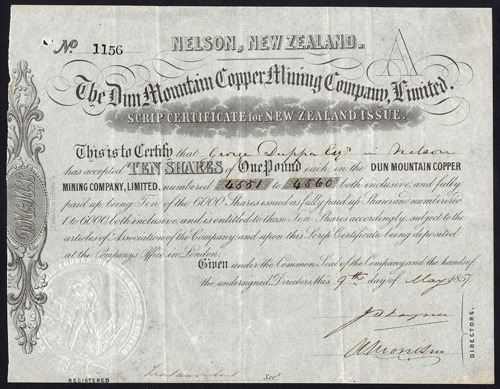 NELSON, NEW ZEALAND.
No. 1156
A
The Dun Mountain Copper Mining Company, Limited.
SCRIP CERTIFICATE for NEW ZEALAND ISSUE.
This is to Certify that George Duppa Esqr. in Nelson
has accepted TEN SHARES of One Pound each, in the DUN MOUNTAIN COPPER
MINING COMPANY, LIMITED, numbered 4551 to 4560 both inclusive, and fully
paid up, being Ten of the 6000 Shares issued as fully paid up Shares and numbered
1 to 6000, both inclusive, and is entitled to those Ten Shares accordingly, subject to the
articles of Association of the Company, and upon this Scrip Certificate, being deposited
at the Company's Office in London.
Given under the Common Seal of the Company, and the hands of
the undersigned Directors, this 9th day of May 1857
DIRECTORS.
Secy.
REGISTERED